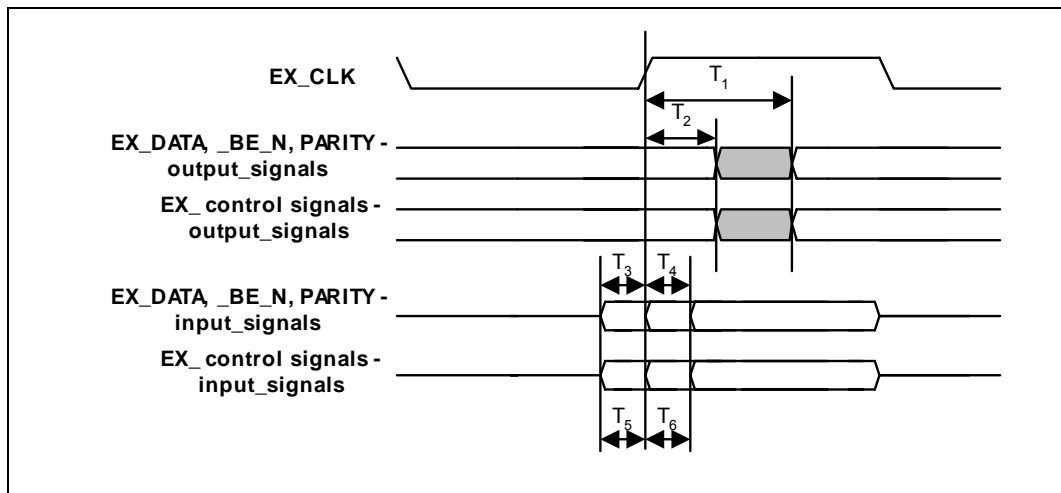 EX_CLK
T1
T2
EX_DATA, _BE_N, PARITY -
output_signals
EX_ control signals -
output_signals
T3
T4
EX_DATA, _BE_N, PARITY -
input_signals
EX_ control signals -
input_signals
T5
T6